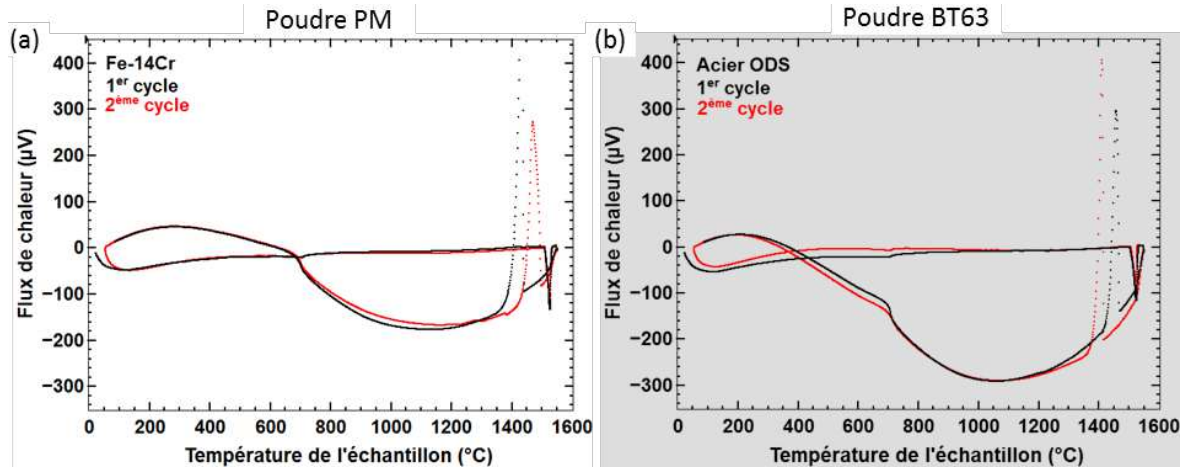 Poudre PM
Poudre BT63
(a)
Fe-14Cr
1er cycle
2ème cycle
400
300
200
100
0
−100
−200
−300
Flux de chaleur (µV)
0 200 400 600 800 1000 1200 1400 1600
Température de l'échantillon (°C)
(b)
Acier ODS
1er cycle
2ème cycle
400
300
200
100
0
−100
−200
−300
Flux de chaleur (µV)
0 200 400 600 800 1000 1200 1400 1600
Température de l'échantillon (°C)